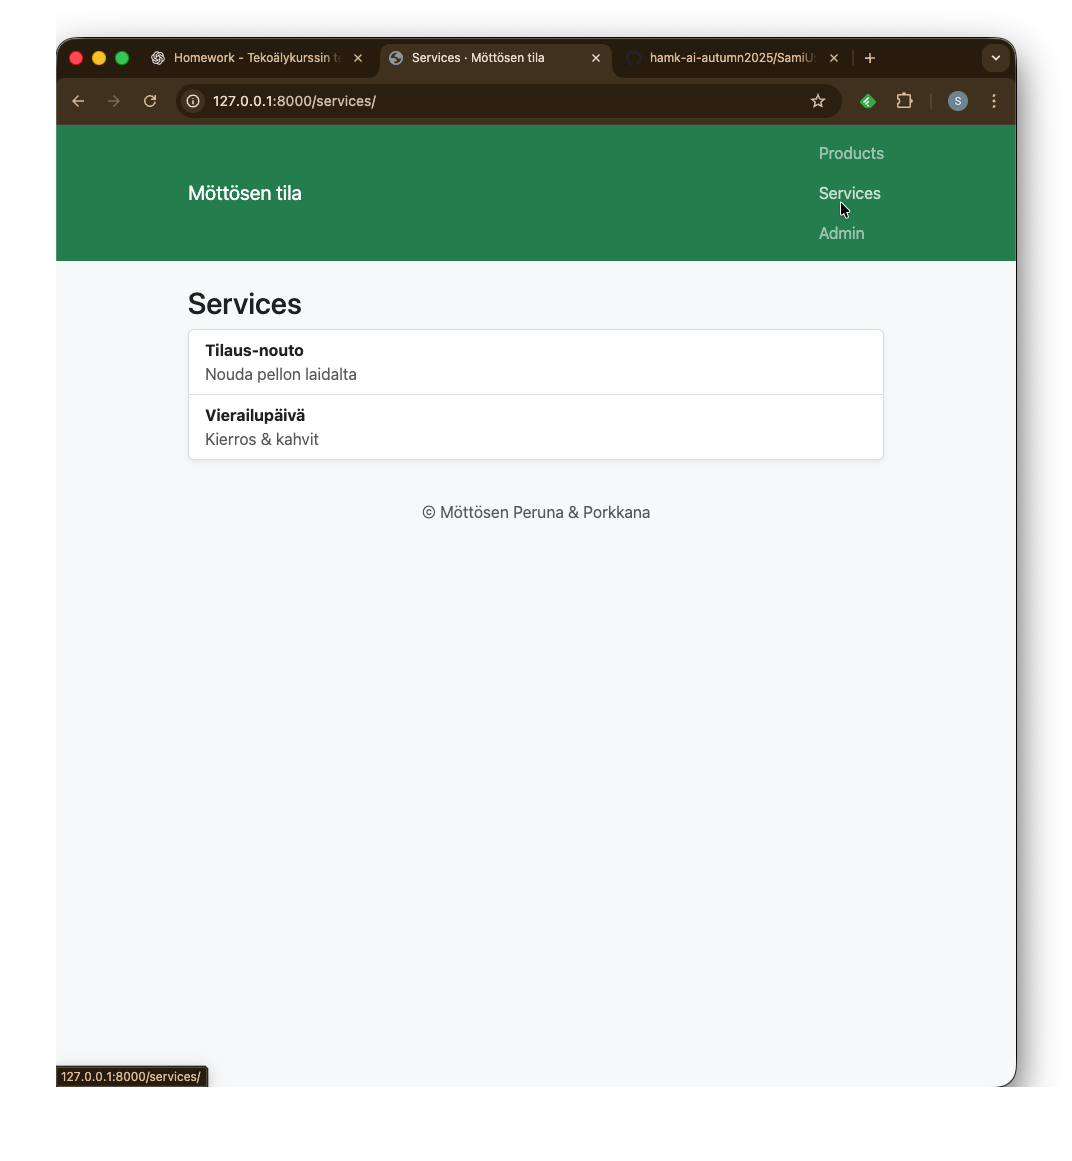 Homework - Tekoälykurssin t
Services · Möttösen tila
hamk-ai-autumn2025/SamiU
127.0.0.1:8000/services/
S
Products
Möttösen tila
Services
Admin
Services
Tilaus-nouto
Nouda pellon laidalta
Vierailupäivä
Kierros & kahvit
© Möttösen Peruna & Porkkana
127.0.0.1:8000/services/